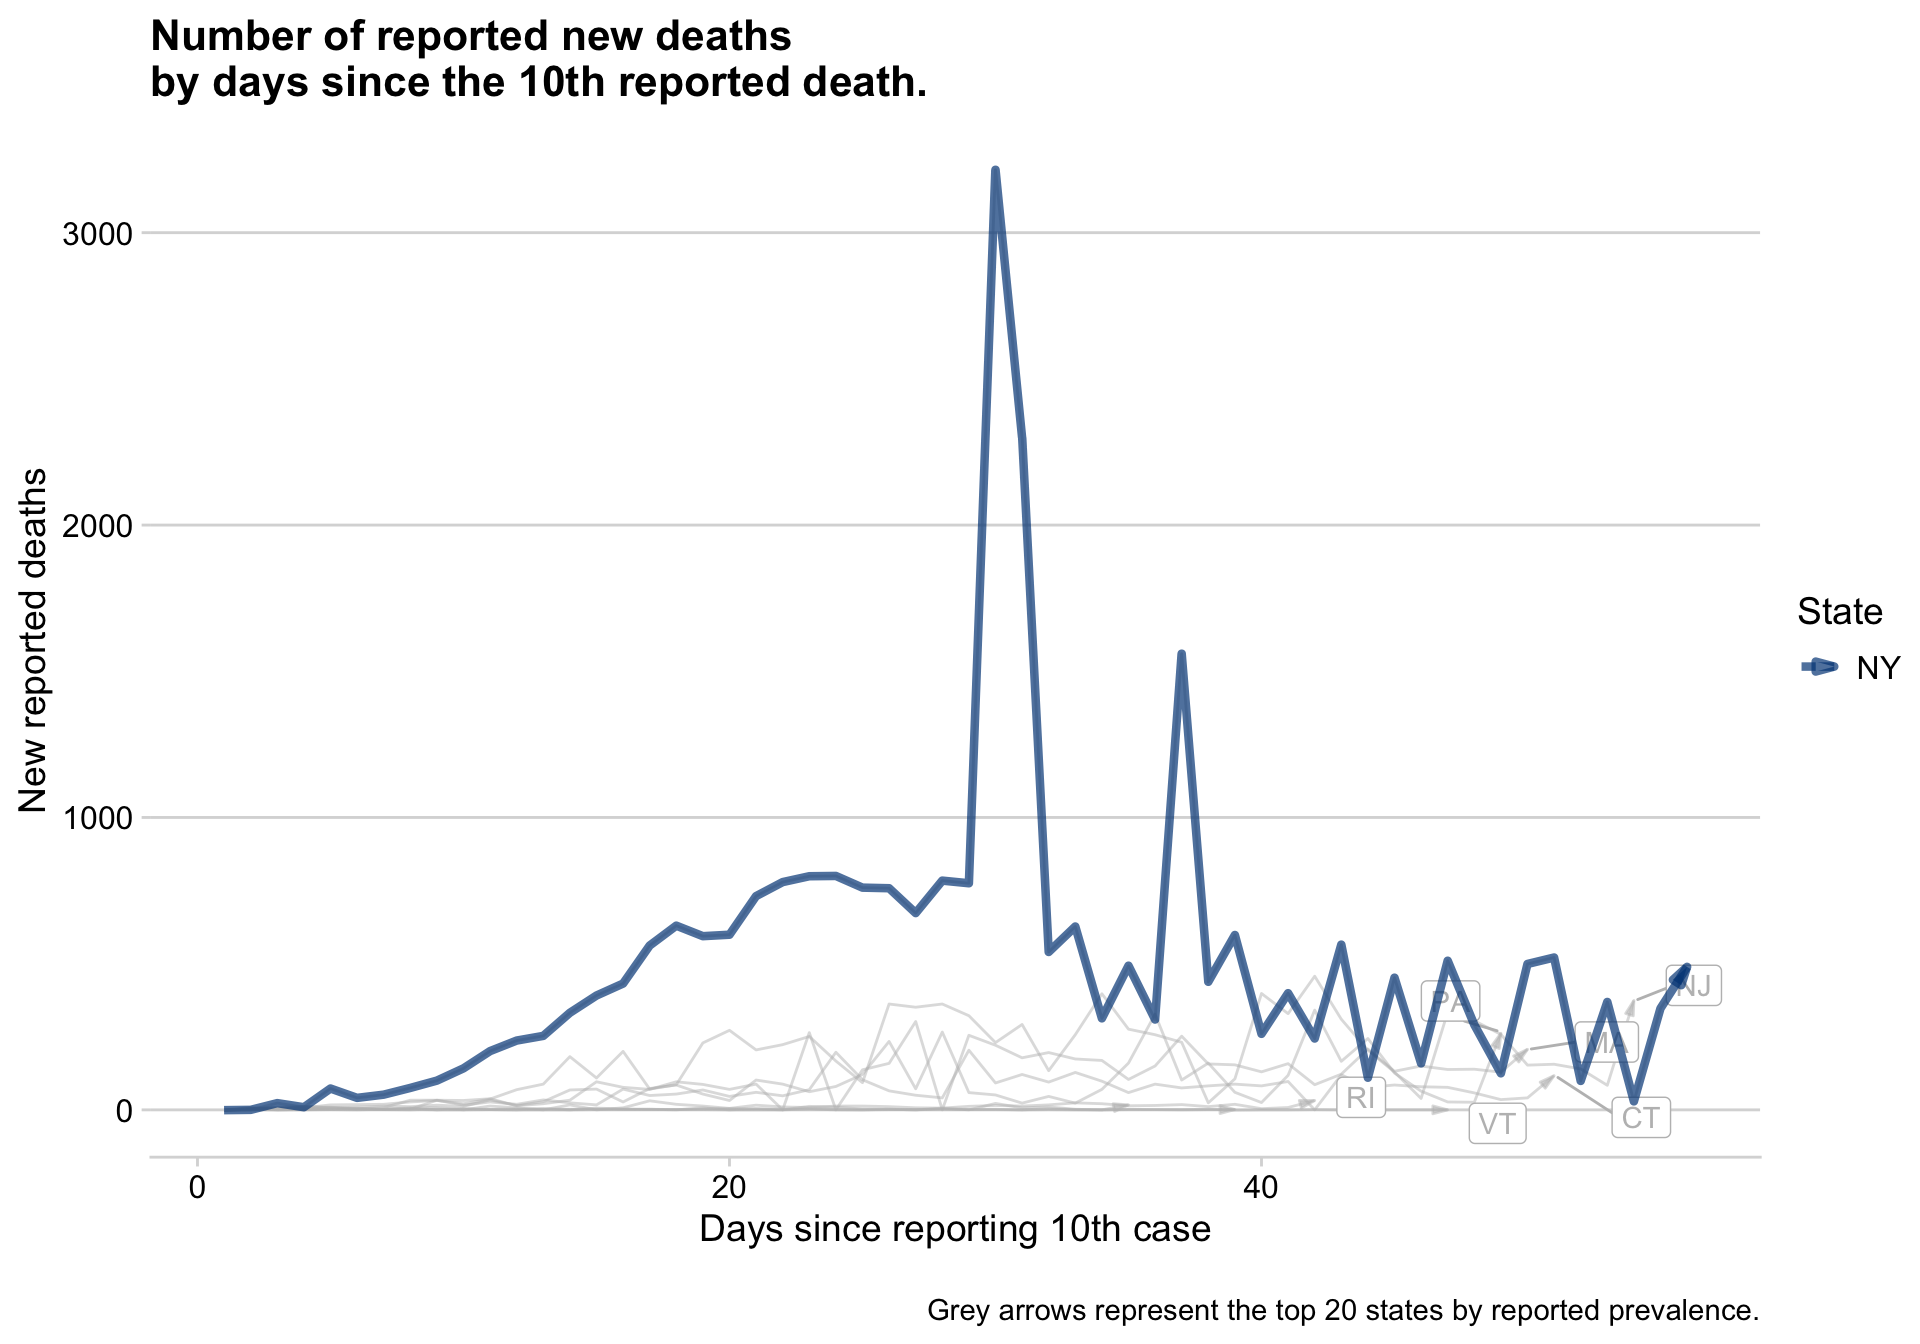 Number of reported new deaths
by days since the 10th reported death.
New reported deaths
3000
2000
1000
0
0
20
40
Days since reporting 10th case
PA
NJ
MA
RI
VT
CT
State
NY
Grey arrows represent the top 20 states by reported prevalence.